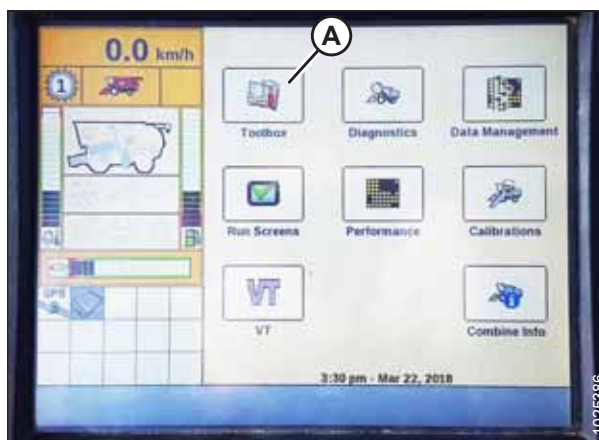 A
0.0 km/h
1
Toolbox
Diagnostics
Data Management
Run Screens
Performance
Calibrations
GPS
VT
VT
Combine Info
3:30 pm - Mar 22, 2018
1025286